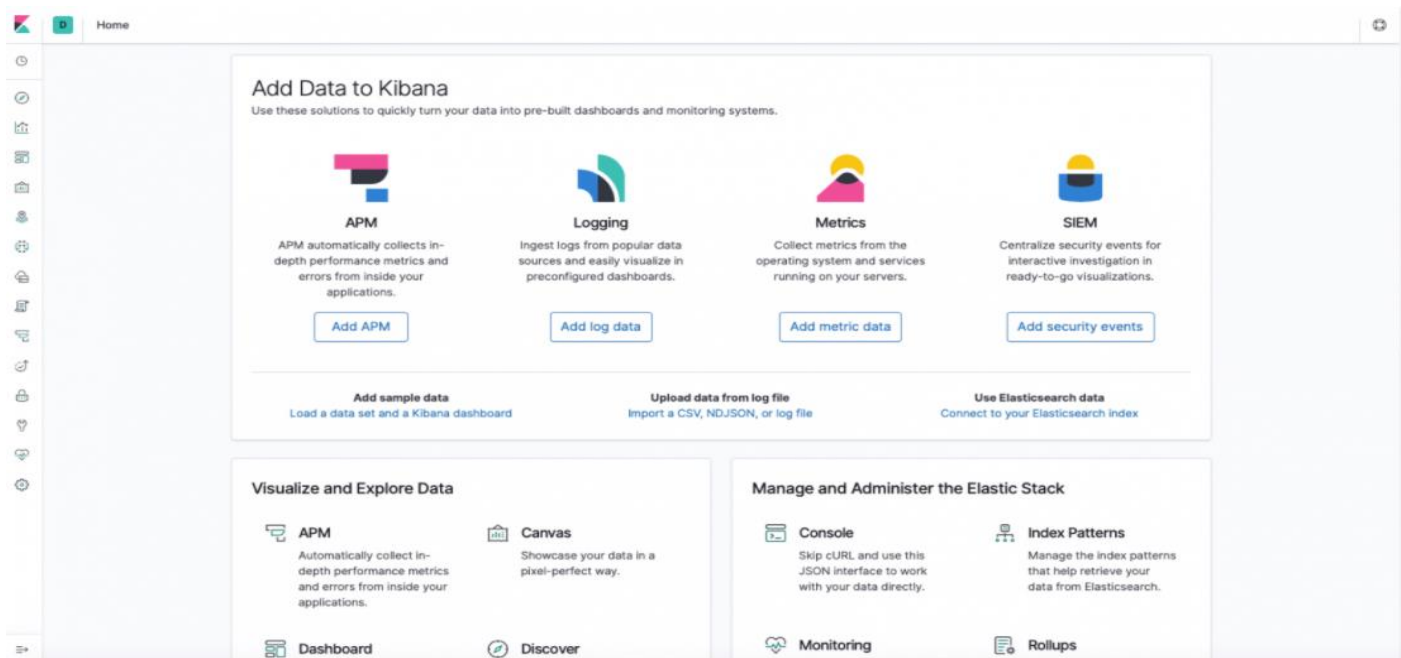 D Home
Add Data to Kibana
Use these solutions to quickly turn your data into pre-built dashboards and monitoring systems.
APM
APM automatically collects in-
depth performance metrics and
errors from inside your
applications.
Add APM
Logging
Ingest logs from popular data
sources and easily visualize in
preconfigured dashboards.
Add log data
Metrics
Collect metrics from the
operating system and services
running on your servers.
Add metric data
SIEM
Centralize security events for
interactive investigation in
ready-to-go visualizations.
Add security events
Add sample data
Load a data set and a Kibana dashboard
Upload data from log file
Import a CSV, NDJSON, or log file
Use Elasticsearch data
Connect to your Elasticsearch index
Visualize and Explore Data
APM
Automatically collect in-
depth performance metrics
and errors from inside your
applications.
Canvas
Showcase your data in a
pixel-perfect way.
Dashboard
Discover
Manage and Administer the Elastic Stack
Console
Skip cURL and use this
JSON interface to work
with your data directly.
Index Patterns
Manage the index patterns
that help retrieve your
data from Elasticsearch.
Monitoring
Rollups